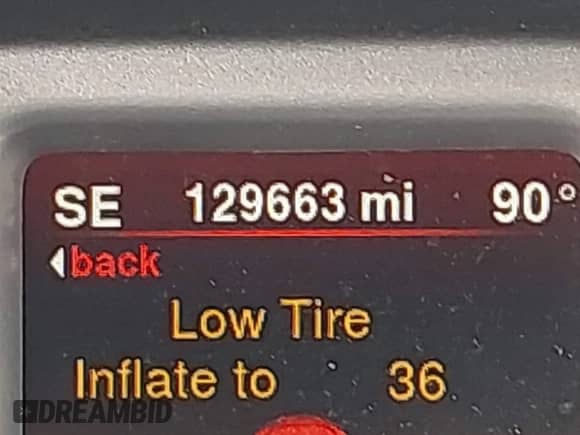 SE 129663 mi 90°
back
Low Tire
Inflate to 36
DREAMBID